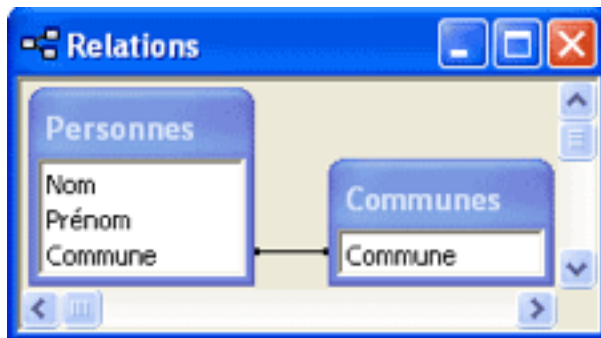 Relations
Personnes
Nom
Prénom
Commune
Communes
Commune